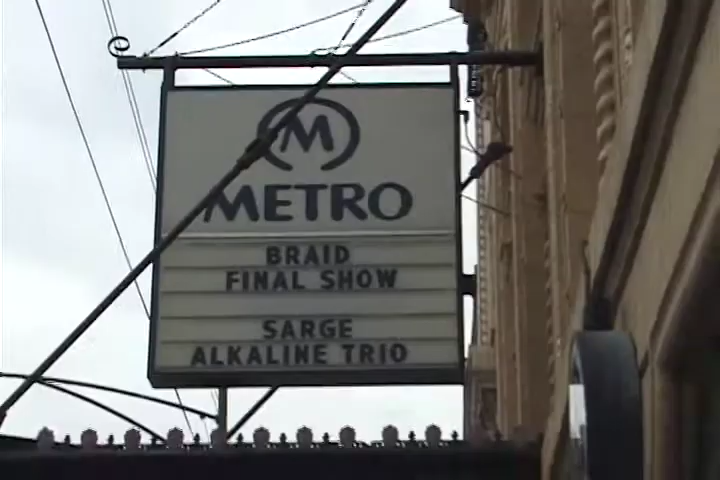 M
METRO
BRAID
FINAL SHOW
SARGE
ALKALINE TRIO